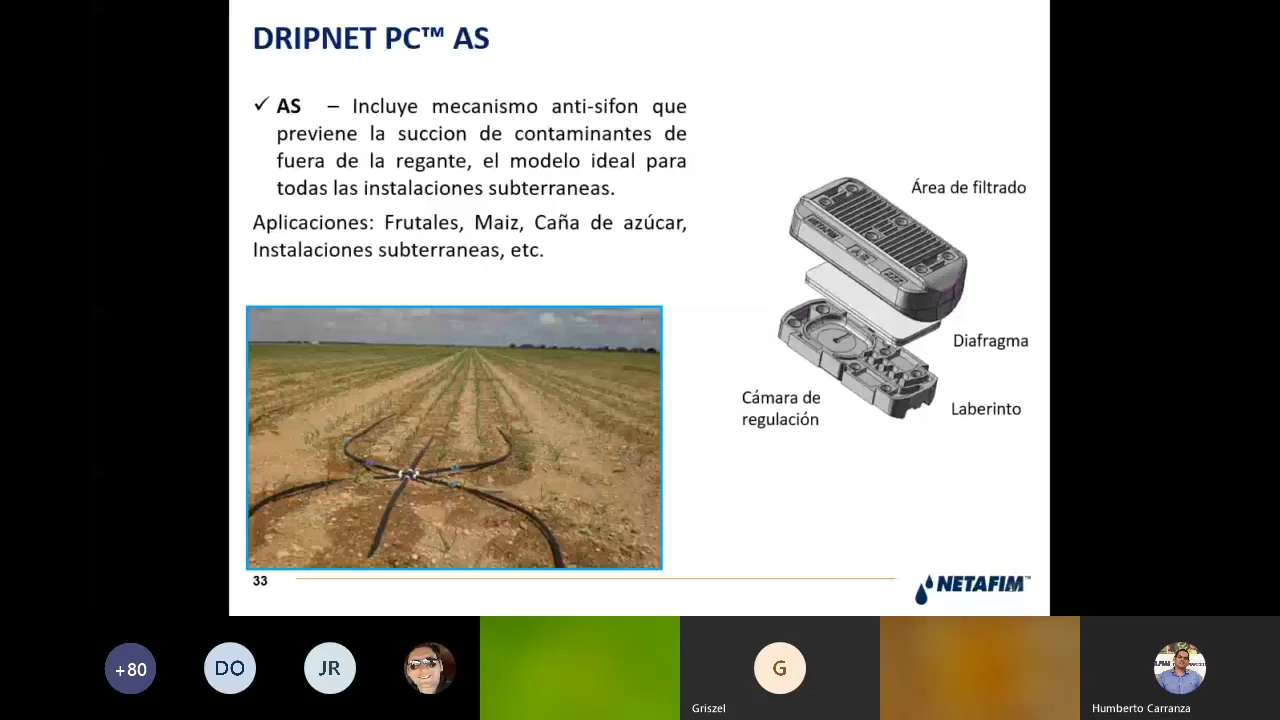 DRIPNET PC™ AS
✓ AS – Incluye mecanismo anti-sifon que
previene la succion de contaminantes de
fuera de la regante, el modelo ideal para
todas las instalaciones subterraneas.
Aplicaciones: Frutales, Maiz, Caña de azúcar,
Instalaciones subterraneas, etc.
Área de filtrado
Diafragma
Cámara de
regulación
Laberinto
AS
33
NETAFIM™
+80
DO
JR
G
Griszel
Humberto Carranza